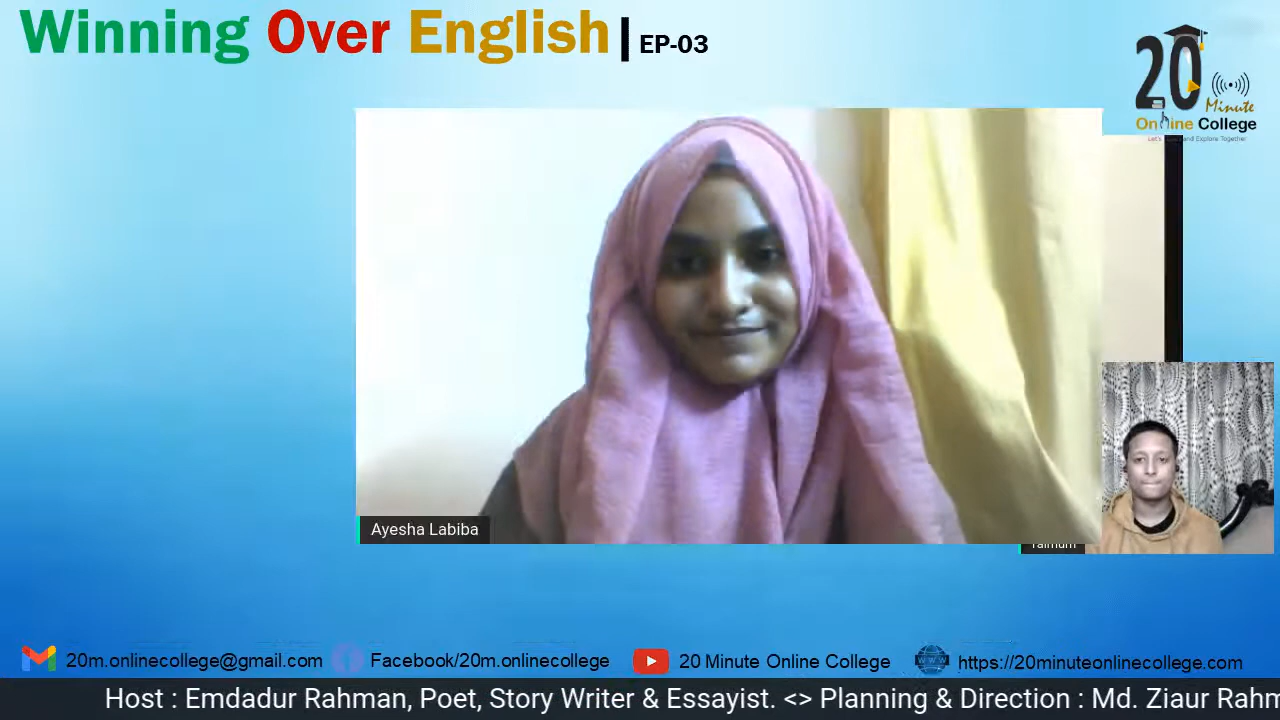 Winning Over English | EP-03
20
Minute
Online College
Ayesha Labiba
20m.onlinecollege@gmail.com
Facebook/20m.onlinecollege
20 Minute Online College
https://20minuteonlinecollege.com
Host : Emdadur Rahman, Poet, Story Writer & Essayist. <> Planning & Direction : Md. Ziaur Rahm